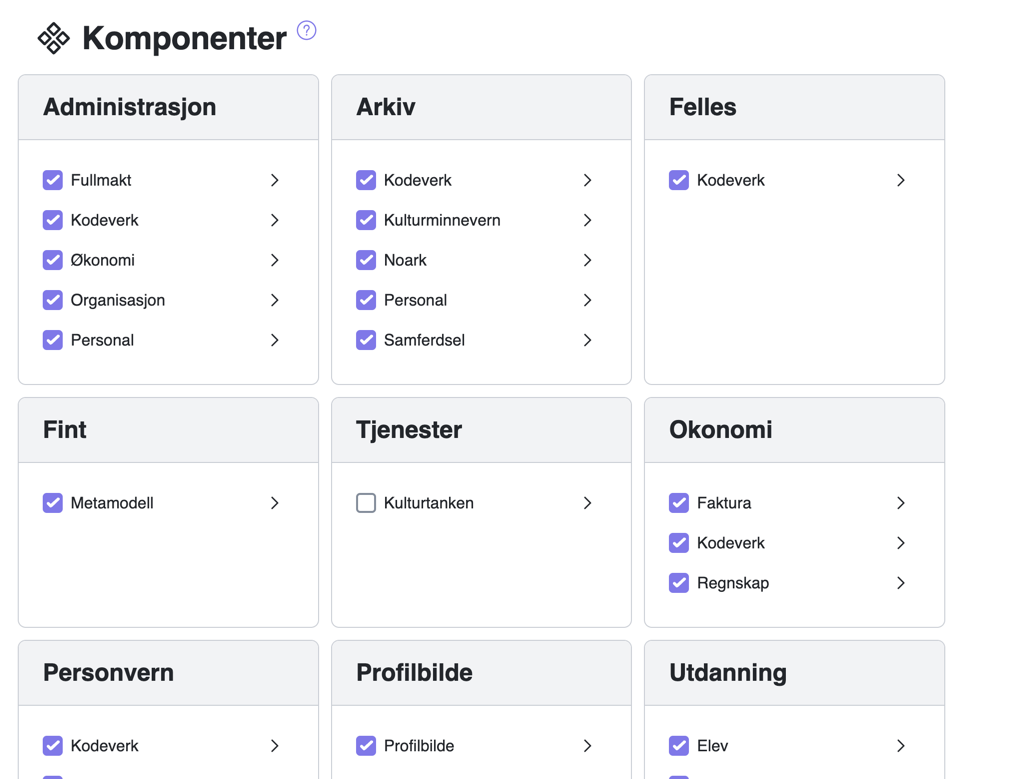 Komponenter ?
Administrasjon
Fullmakt
Kodeverk
Økonomi
Organisasjon
Personal
Arkiv
Kodeverk
Kulturminnevern
Noark
Personal
Samferdsel
Felles
Kodeverk
Fint
Metamodell
Tjenester
Kulturtanken
Okonomi
Faktura
Kodeverk
Regnskap
Personvern
Kodeverk
Profilbilde
Profilbilde
Utdanning
Elev